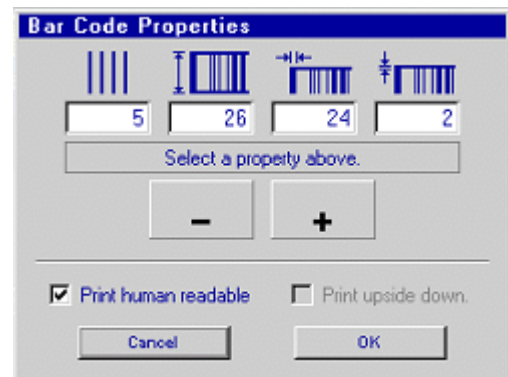 Bar Code Properties
5 26 24 2
Select a property above.
- +
Print human readable Print upside down.
Cancel OK